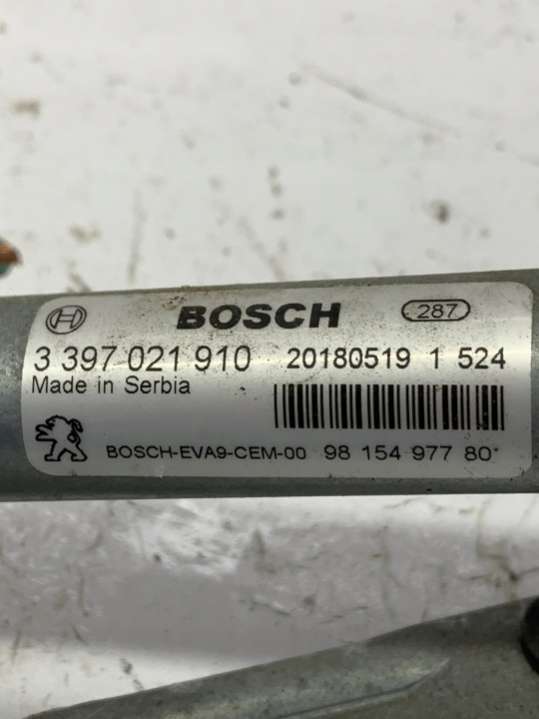 BOSCH 287
3 397 021 910 20180519 1 524
Made in Serbia
BOSCH-EVA9-CEM-00 98 154 977 80